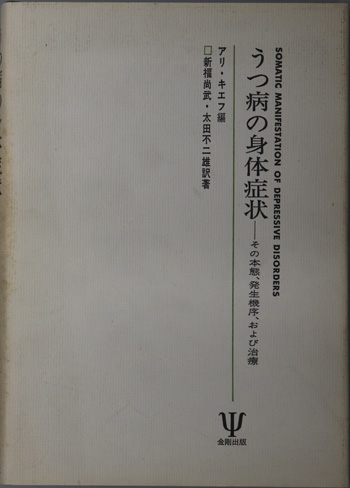 SOMATIC MANIFESTATION OF DEPRESSIVE DISORDERS
うつ病の身体症状――その本態、発生機序、および治療
アリ・キエフ編
□新福尚武・太田不二雄訳著
Ψ
金剛出版